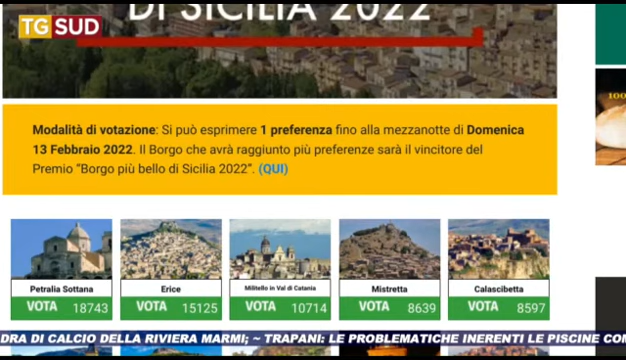 DI SICILIA 2022
TG SUD
Modalità di votazione: Si può esprimere 1 preferenza fino alla mezzanotte di Domenica
13 Febbraio 2022. Il Borgo che avrà raggiunto più preferenze sarà il vincitore del
Premio "Borgo più bello di Sicilia 2022". (QUI)
100
Petralia Sottana
Erice
Militello in Val di Catania
Mistretta
Calascibetta
VOTA 18743
VOTA 15125
VOTA 10714
VOTA 8639
VOTA 8597
DRA DI CALCIO DELLA RIVIERA MARMI; ~ TRAPANI: LE PROBLEMATICHE INERENTI LE PISCINE COM